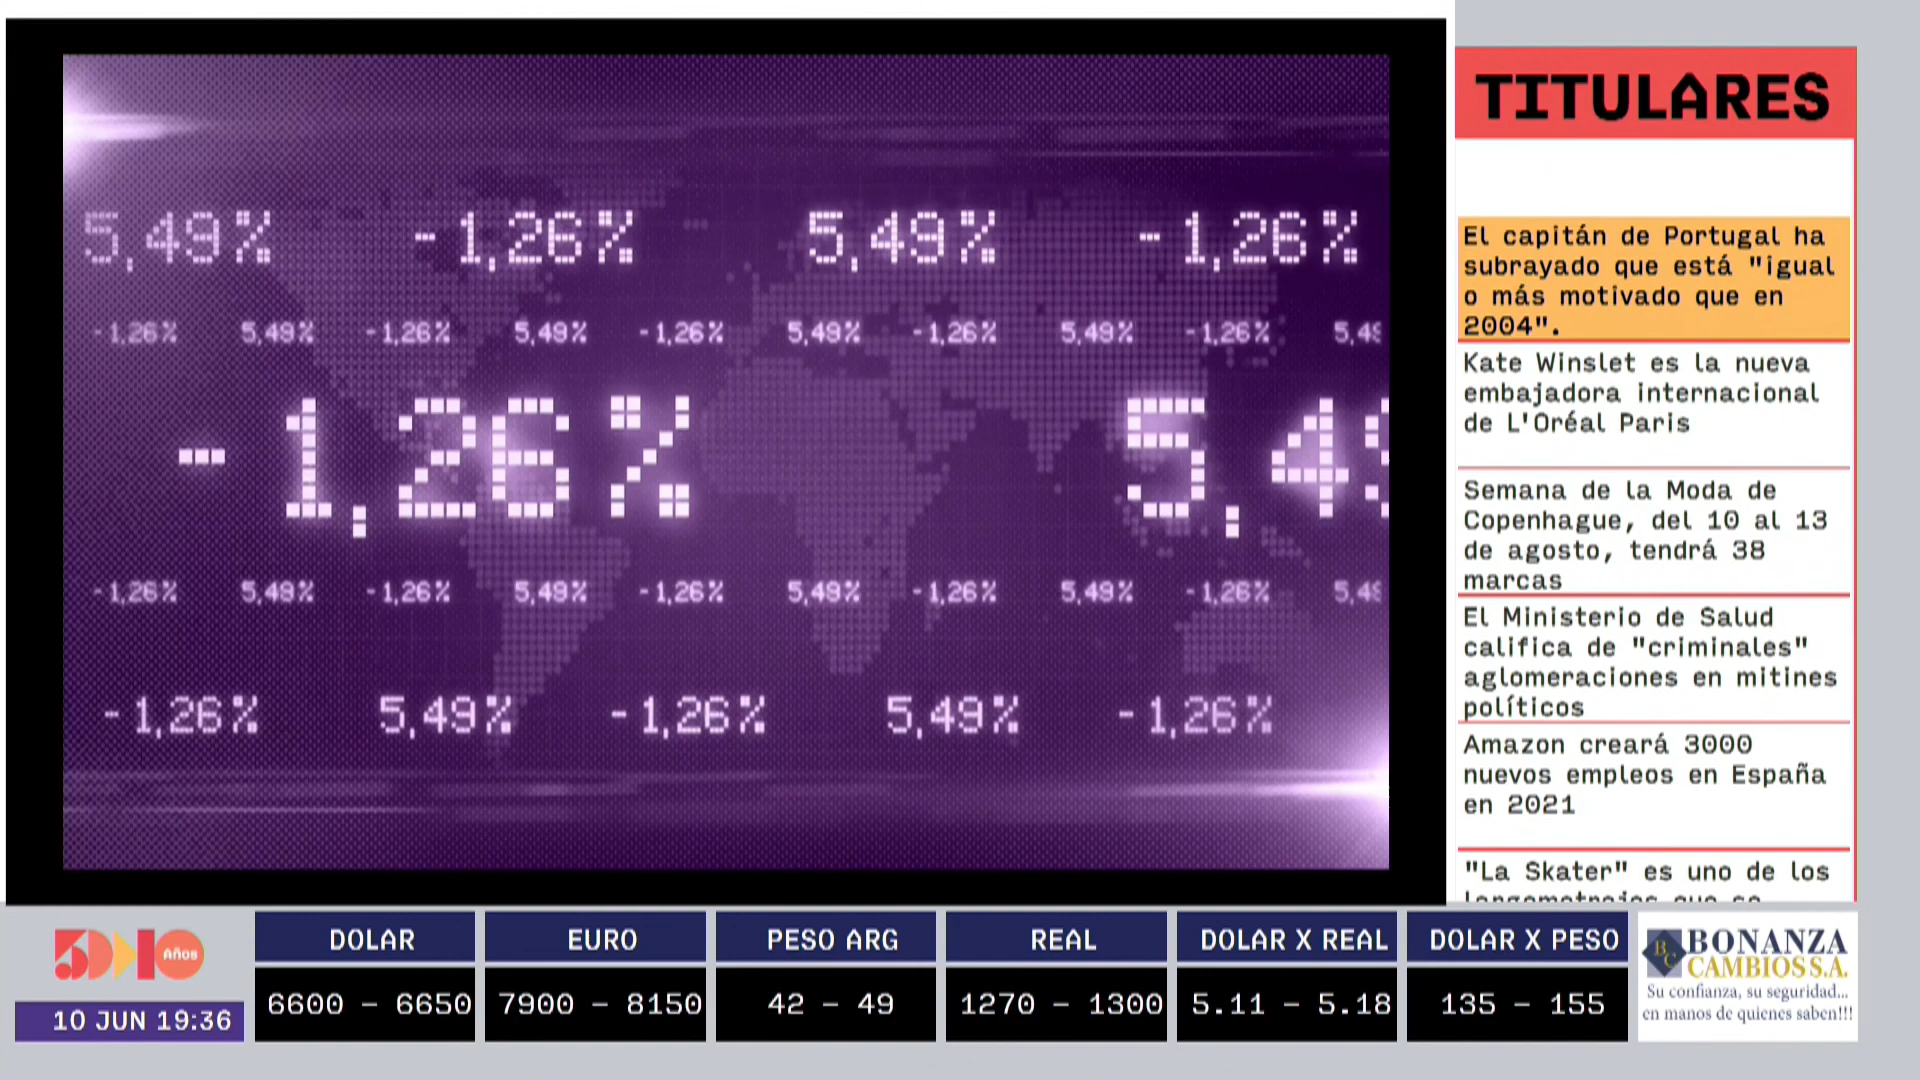 5,49% -1,26% 5,49% -1,26%
-1,26% 5,49% -1,26% 5,49% -1,26% 5,49% -1,26% 5,49% -1,26% 5,49
-1,26% 5,49
-1,26% 5,49% -1,26% 5,49% -1,26% 5,49% -1,26% 5,49% -1,26% 5,49
-1,26% 5,49% -1,26% 5,49% -1,26%
TITULARES
El capitán de Portugal ha
subrayado que está "igual
o más motivado que en
2004".
Kate Winslet es la nueva
embajadora internacional
de L'Oréal Paris
Semana de la Moda de
Copenhague, del 10 al 13
de agosto, tendrá 38
marcas
El Ministerio de Salud
califica de "criminales"
aglomeraciones en mitines
políticos
Amazon creará 3000
nuevos empleos en España
en 2021
"La Skater" es uno de los
Años
10 JUN 19:36
DOLAR EURO PESO ARG REAL DOLAR X REAL DOLAR X PESO
6600 - 6650 7900 - 8150 42 - 49 1270 - 1300 5.11 - 5.18 135 - 155
BC BONANZA
CAMBIOS S.A.
Su confianza, su seguridad...
en manos de quienes saben!!!